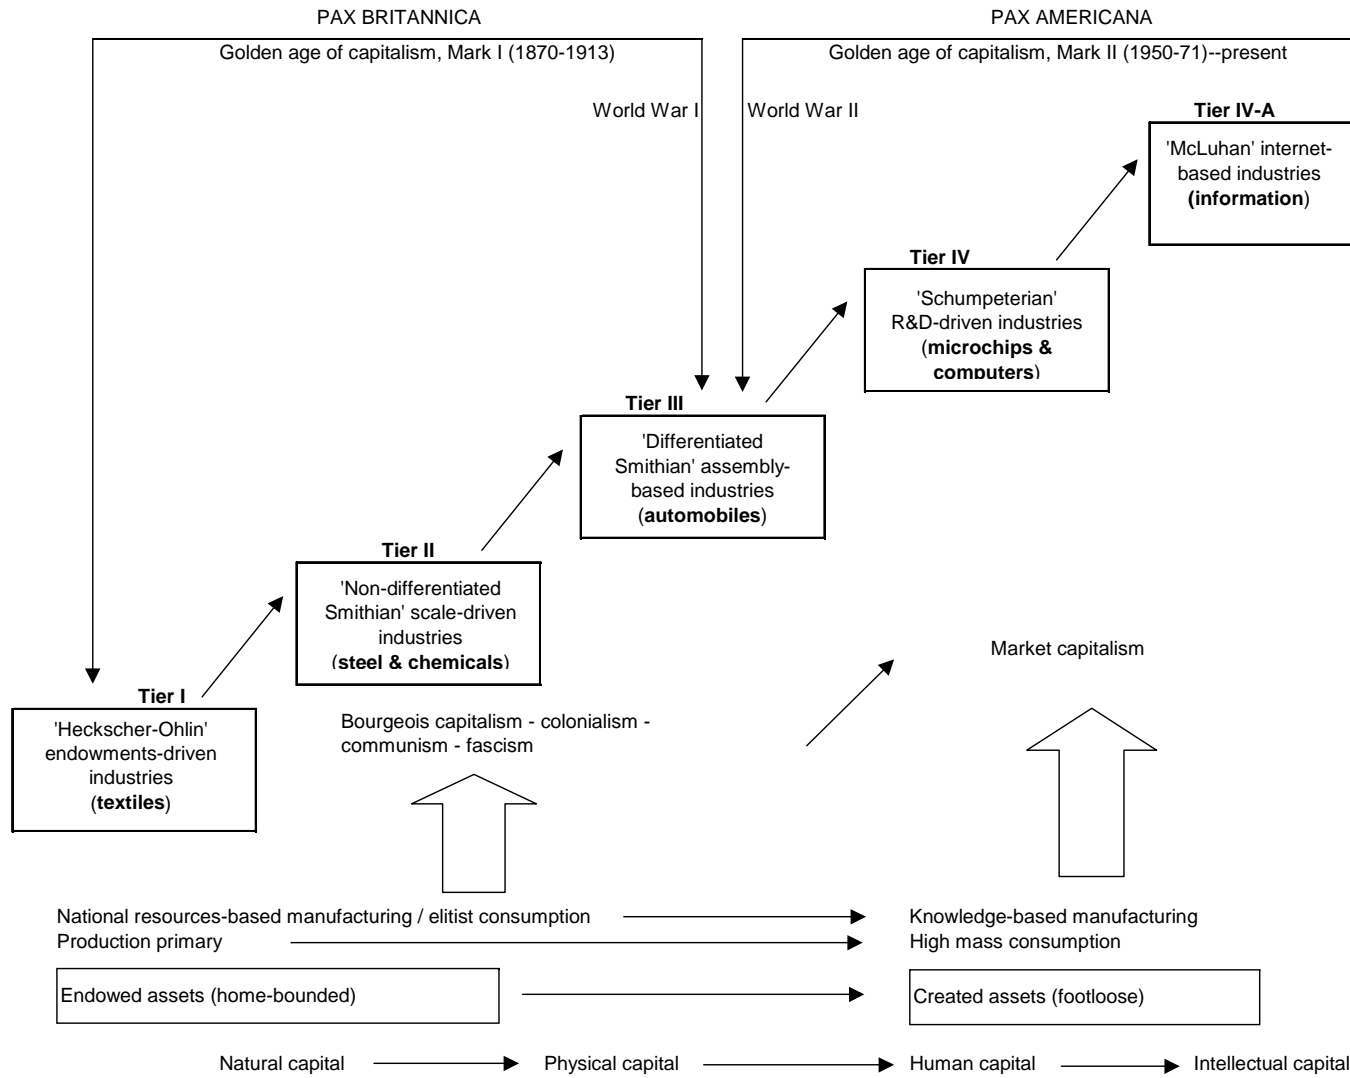 PAX BRITANNICA
PAX AMERICANA
Golden age of capitalism, Mark I (1870-1913)
Golden age of capitalism, Mark II (1950-71)--present
World War I
World War II
Tier IV-A
'McLuhan' internet-
based industries
(information)
Tier IV
'Schumpeterian'
R&D-driven industries
(microchips &
computers)
Tier III
'Differentiated
Smithian' assembly-
based industries
(automobiles)
Tier II
'Non-differentiated
Smithian' scale-driven
industries
(steel & chemicals)
Tier I
'Heckscher-Ohlin'
endowments-driven
industries
(textiles)
Market capitalism
Bourgeois capitalism - colonialism -
communism - fascism
National resources-based manufacturing / elitist consumption
Knowledge-based manufacturing
Production primary
High mass consumption
Endowed assets (home-bounded)
Created assets (footloose)
Natural capital
Physical capital
Human capital
Intellectual capital